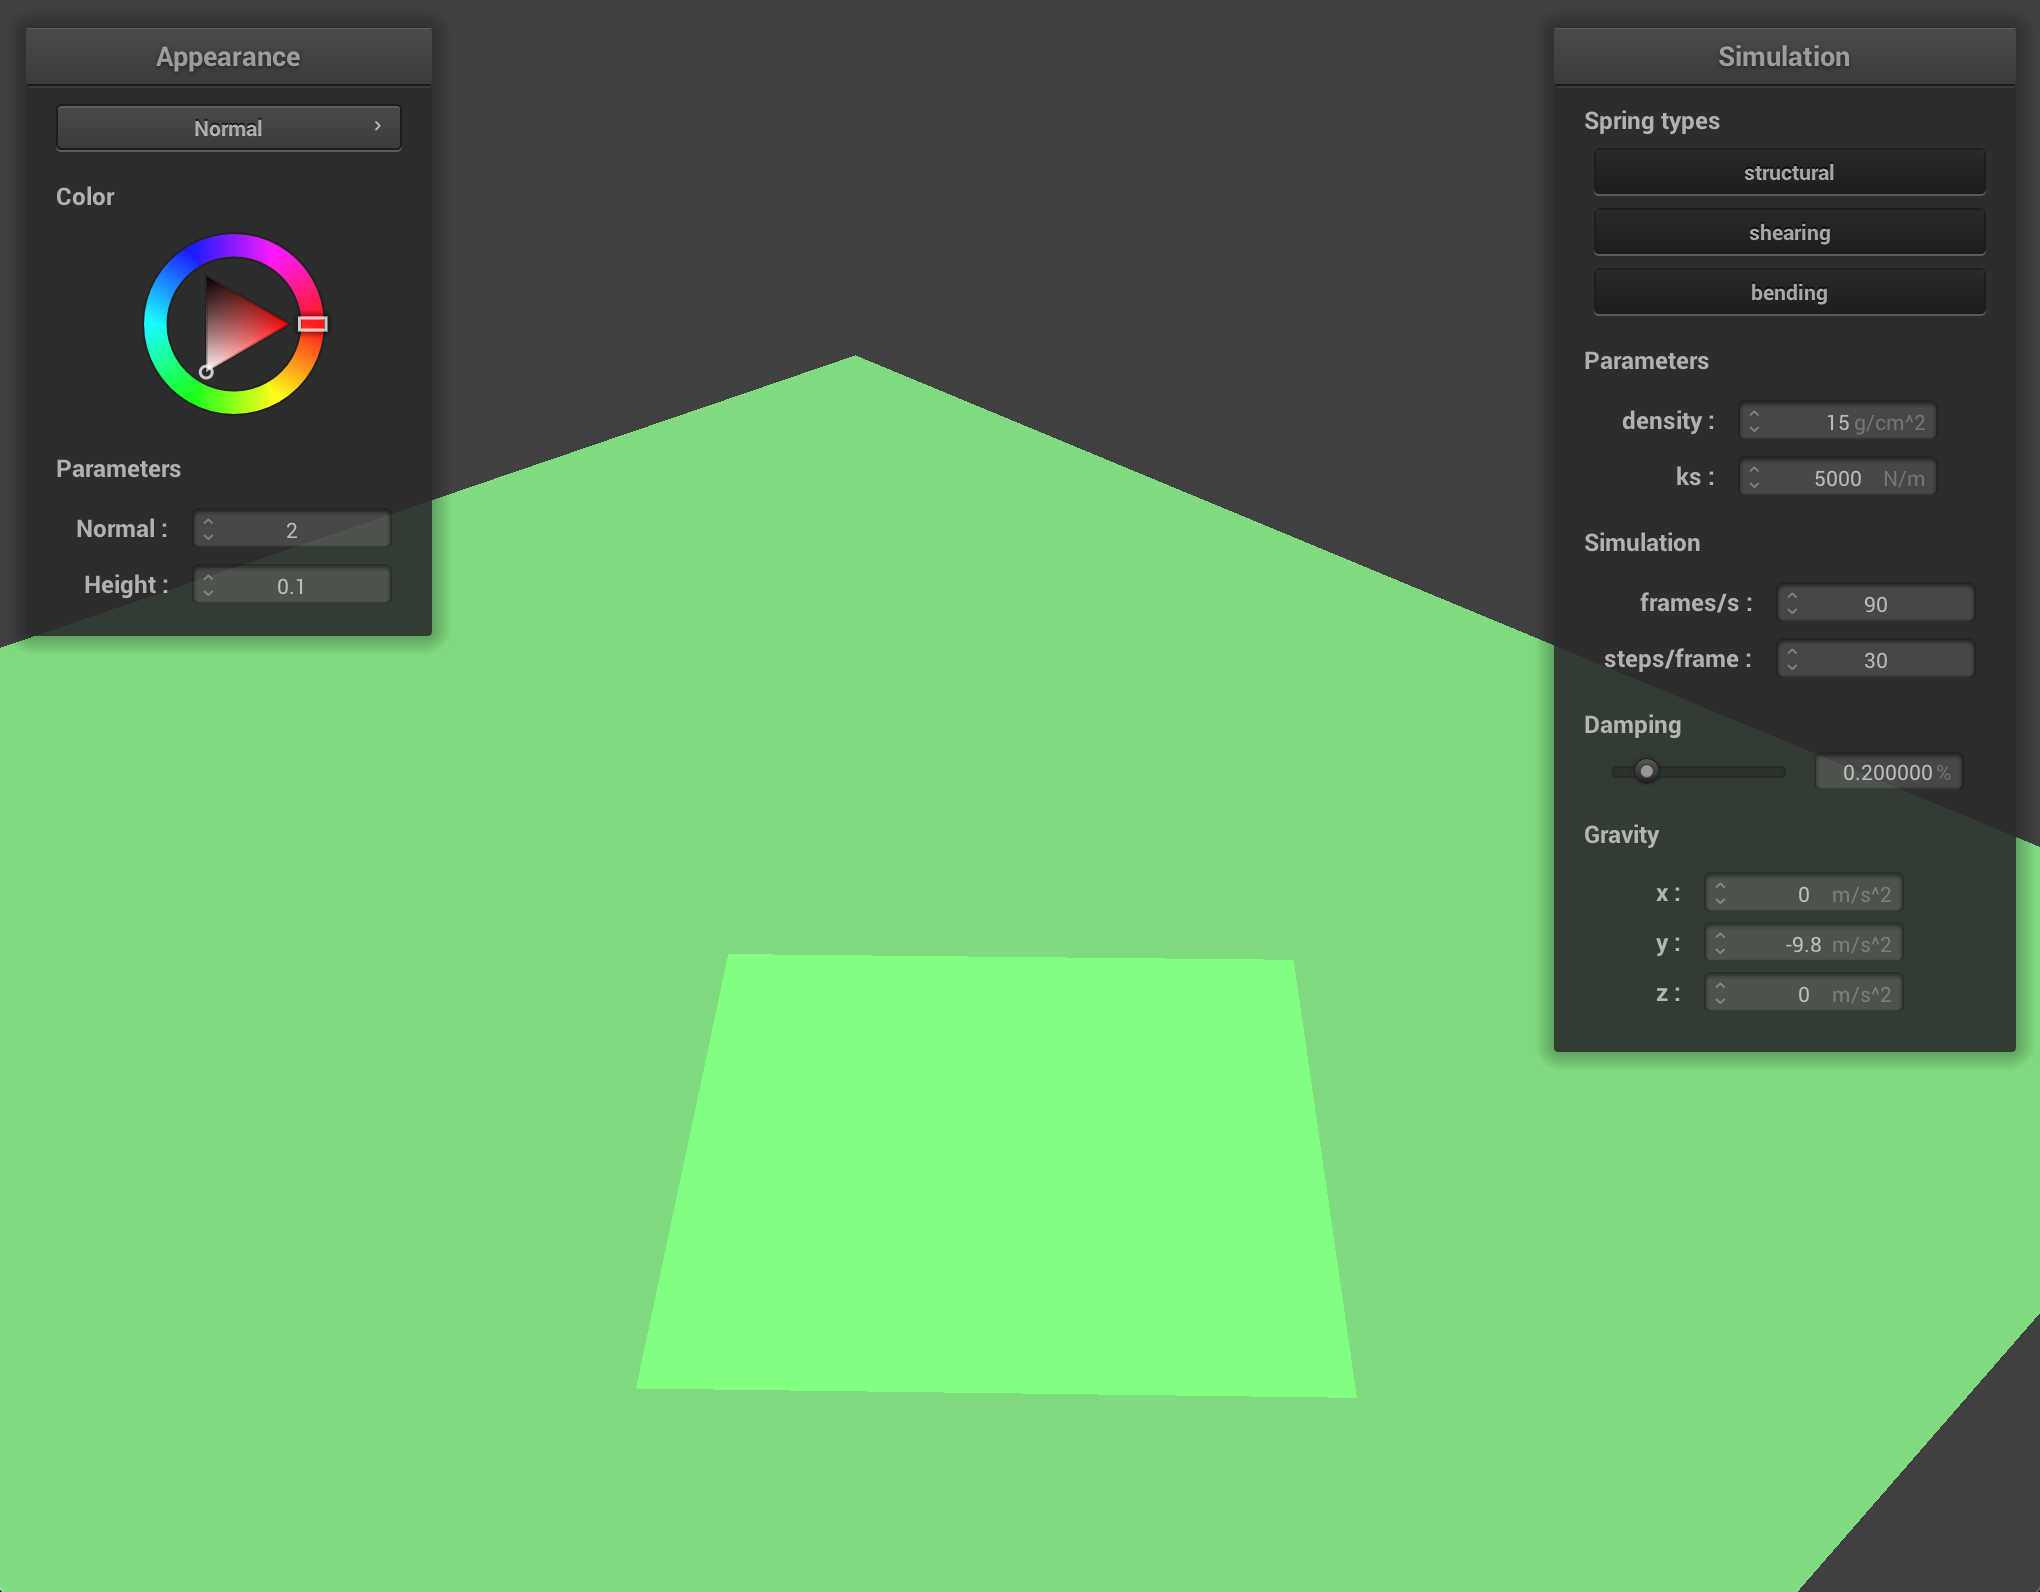 Appearance
Normal
Color
Parameters
Normal : 2
Height : 0.1
Simulation
Spring types
structural
shearing
bending
Parameters
density : 15 g/cm^2
ks : 5000 N/m
Simulation
frames/s : 90
steps/frame : 30
Damping
0.200000 %
Gravity
x : 0 m/s^2
y : -9.8 m/s^2
z : 0 m/s^2